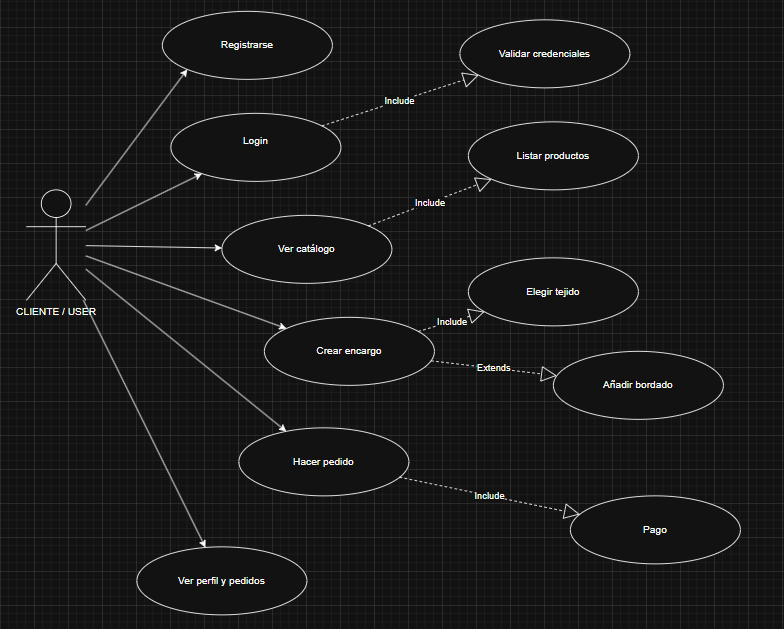 Registrarse
Validar credenciales
Include
Login
Listar productos
Include
Ver catálogo
CLIENTE / USER
Elegir tejido
Include
Crear encargo
Extends
Añadir bordado
Hacer pedido
Include
Pago
Ver perfil y pedidos